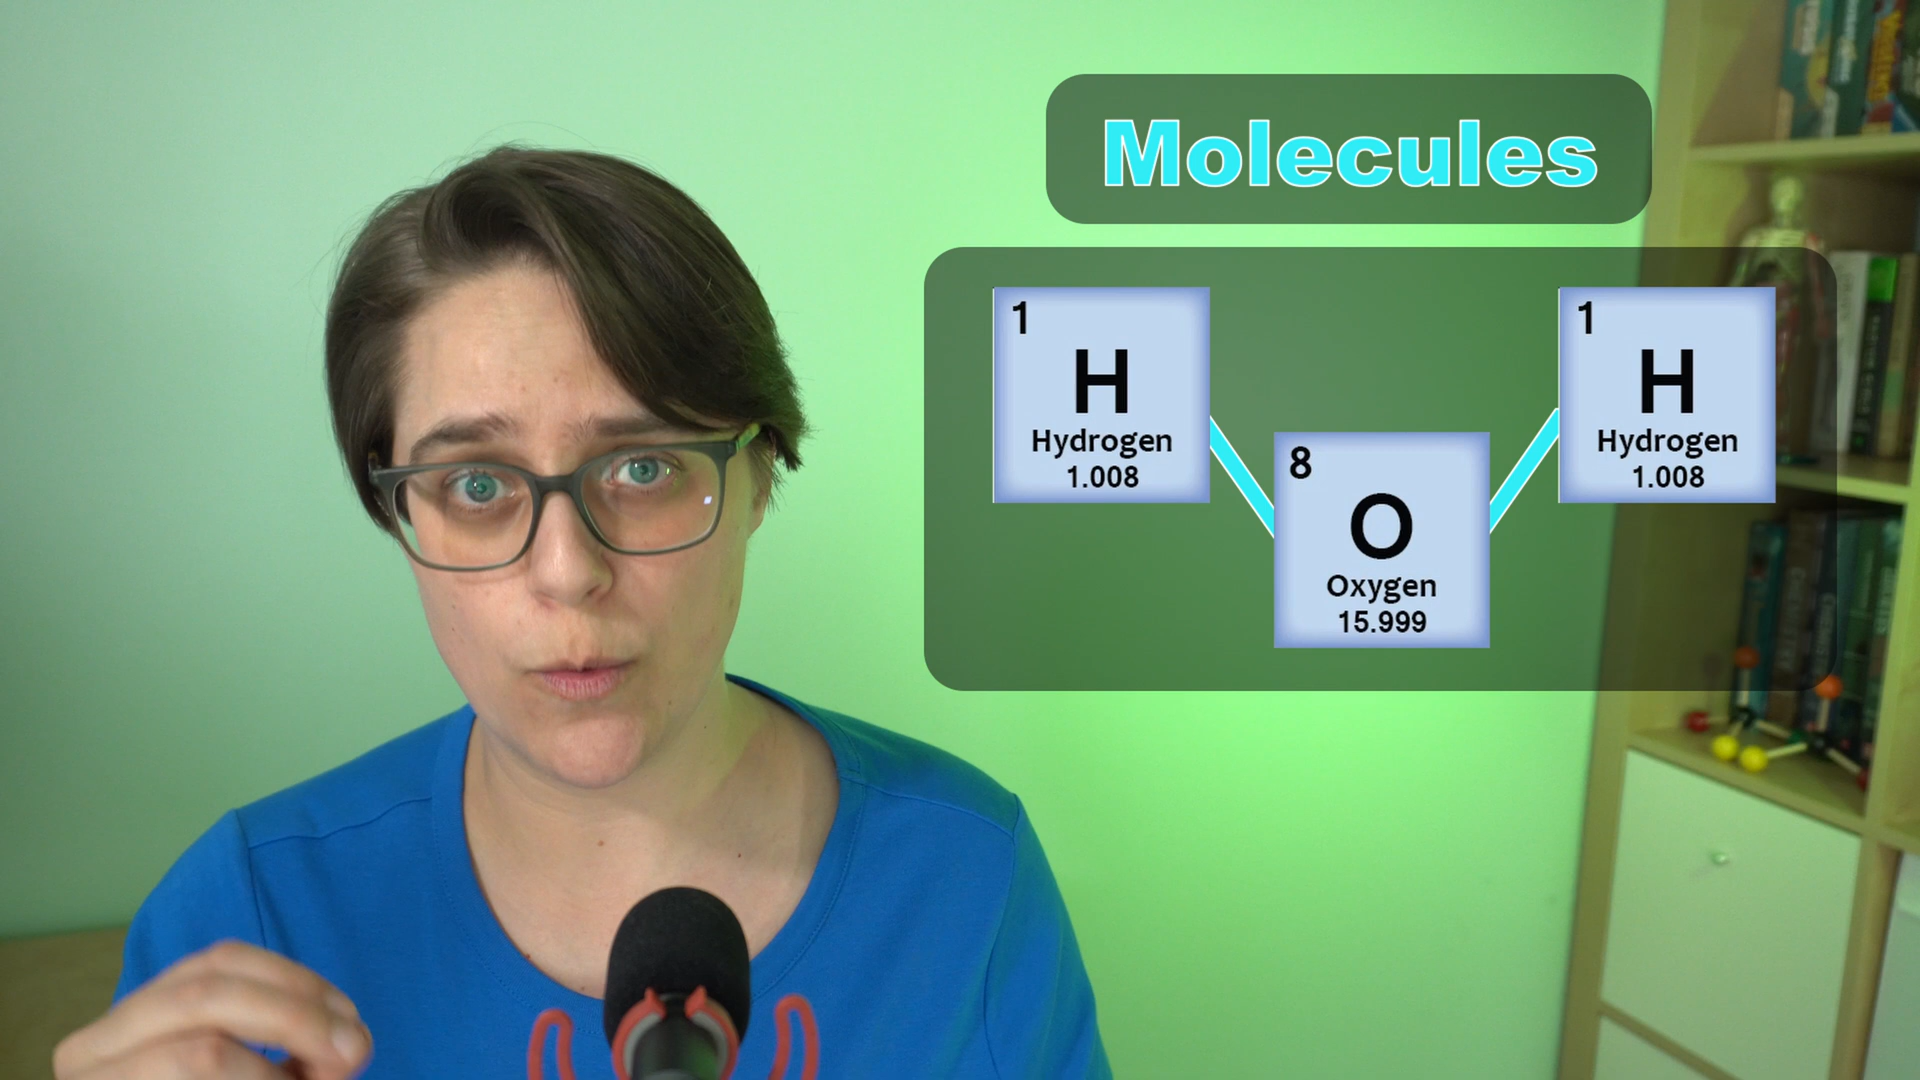 Molecules
1
H
Hydrogen
1.008
8
O
Oxygen
15.999
1
H
Hydrogen
1.008